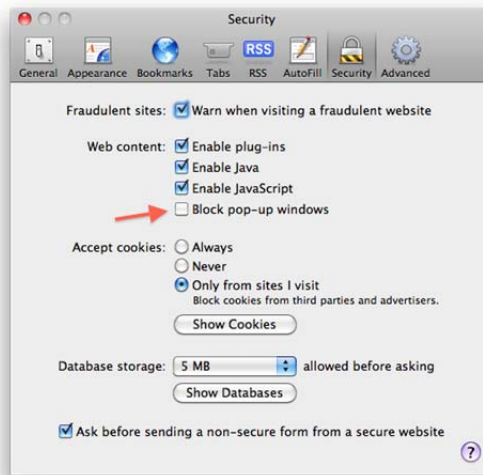 Security
RSS
General Appearance Bookmarks Tabs RSS AutoFill Security Advanced
Fraudulent sites: Warn when visiting a fraudulent website
Web content: Enable plug-ins
Enable Java
Enable JavaScript
Block pop-up windows
Accept cookies: Always
Never
Only from sites I visit
Block cookies from third parties and advertisers.
Show Cookies
Database storage: 5 MB allowed before asking
Show Databases
Ask before sending a non-secure form from a secure website
?